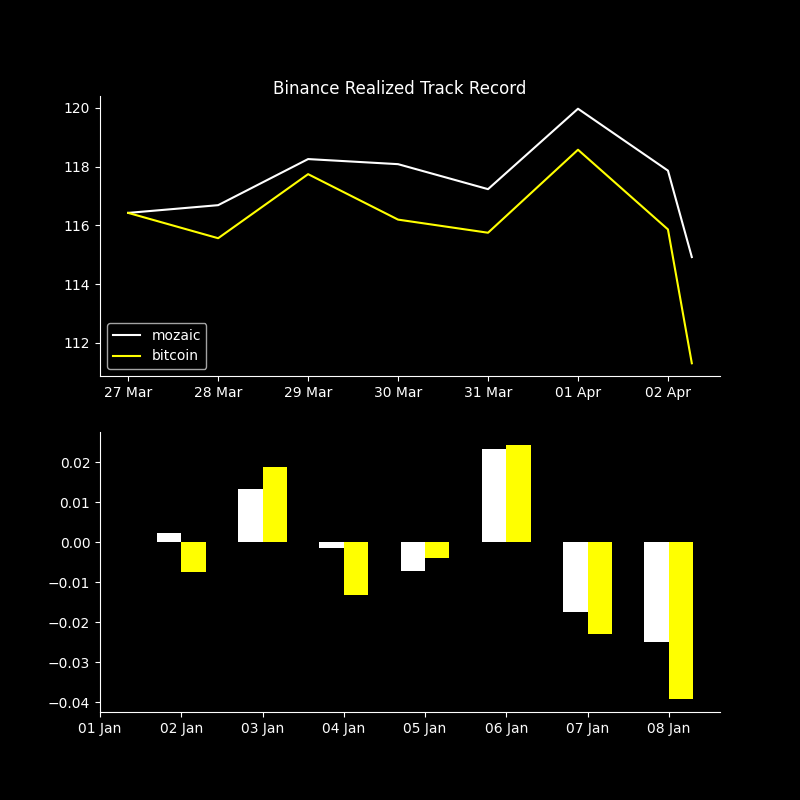 Binance Realized Track Record
120
118
116
114
112
mozaic
bitcoin
27 Mar 28 Mar 29 Mar 30 Mar 31 Mar 01 Apr 02 Apr
0.02
0.01
0.00
−0.01
−0.02
−0.03
−0.04
01 Jan 02 Jan 03 Jan 04 Jan 05 Jan 06 Jan 07 Jan 08 Jan